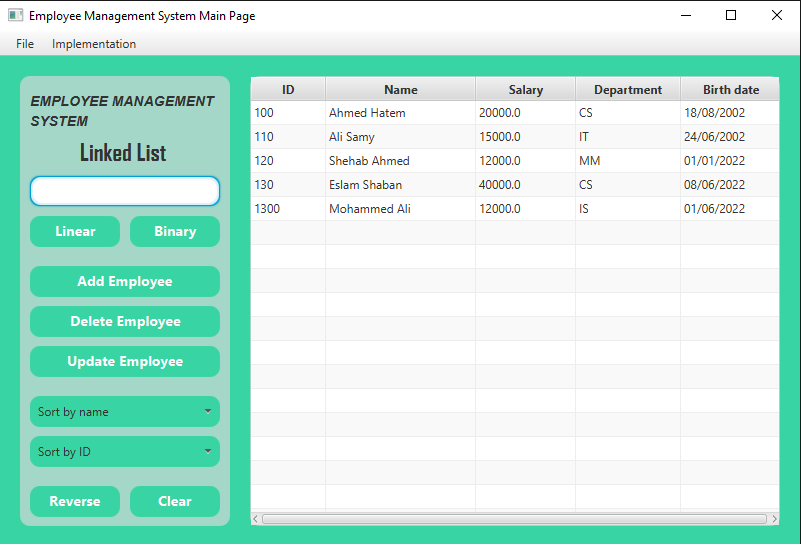 Employee Management System Main Page
File Implementation
EMPLOYEE MANAGEMENT
SYSTEM
Linked List
Linear Binary
Add Employee
Delete Employee
Update Employee
Sort by name
Sort by ID
Reverse Clear
ID Name Salary Department Birth date
100 Ahmed Hatem 20000.0 CS 18/08/2002
110 Ali Samy 15000.0 IT 24/06/2002
120 Shehab Ahmed 12000.0 MM 01/01/2022
130 Eslam Shaban 40000.0 CS 08/06/2022
1300 Mohammed Ali 12000.0 IS 01/06/2022